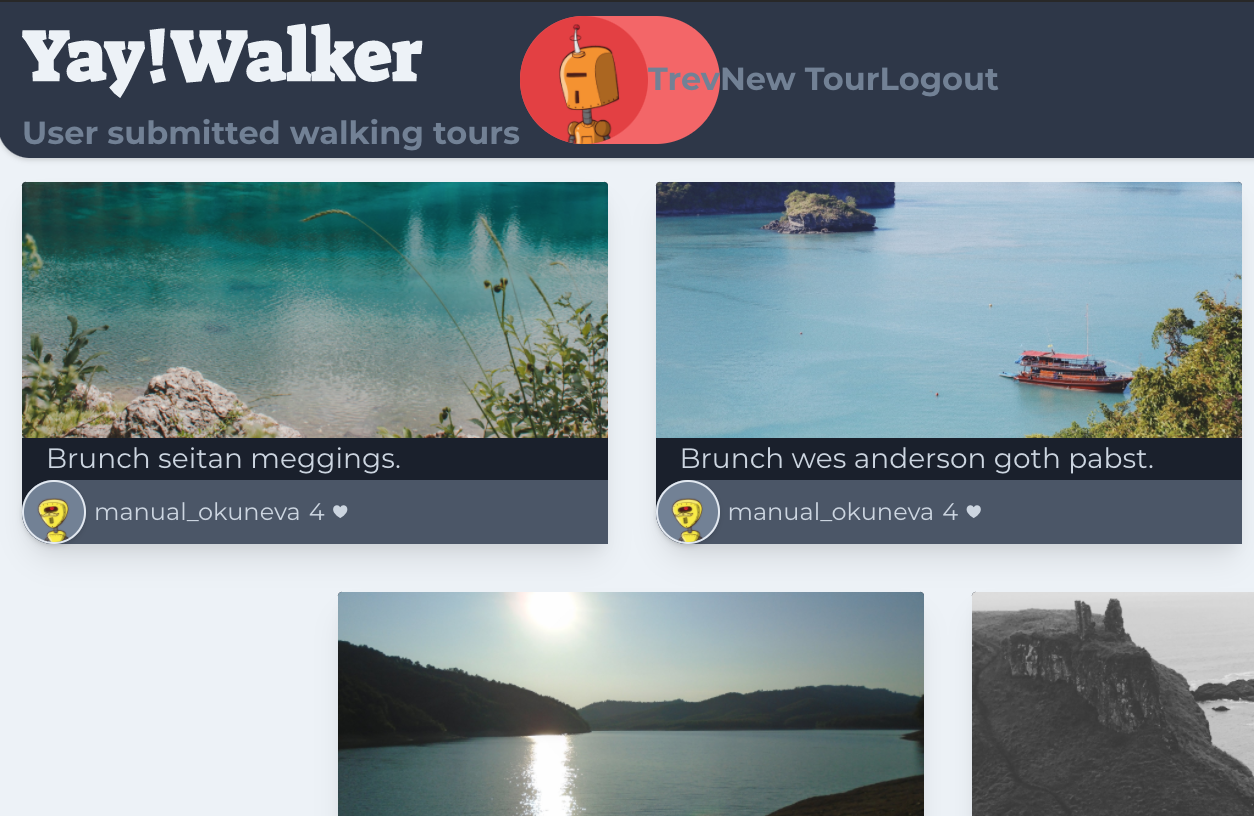 Yay!Walker
TrevNew TourLogout
User submitted walking tours
Brunch seitan meggings.
manual_okuneva 4
Brunch wes anderson goth pabst.
manual_okuneva 4